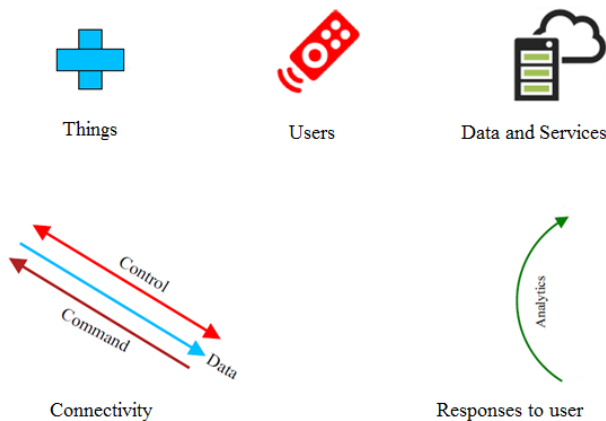 Things
Users
Data and Services
Control
Command
Data
Analytics
Connectivity
Responses to user